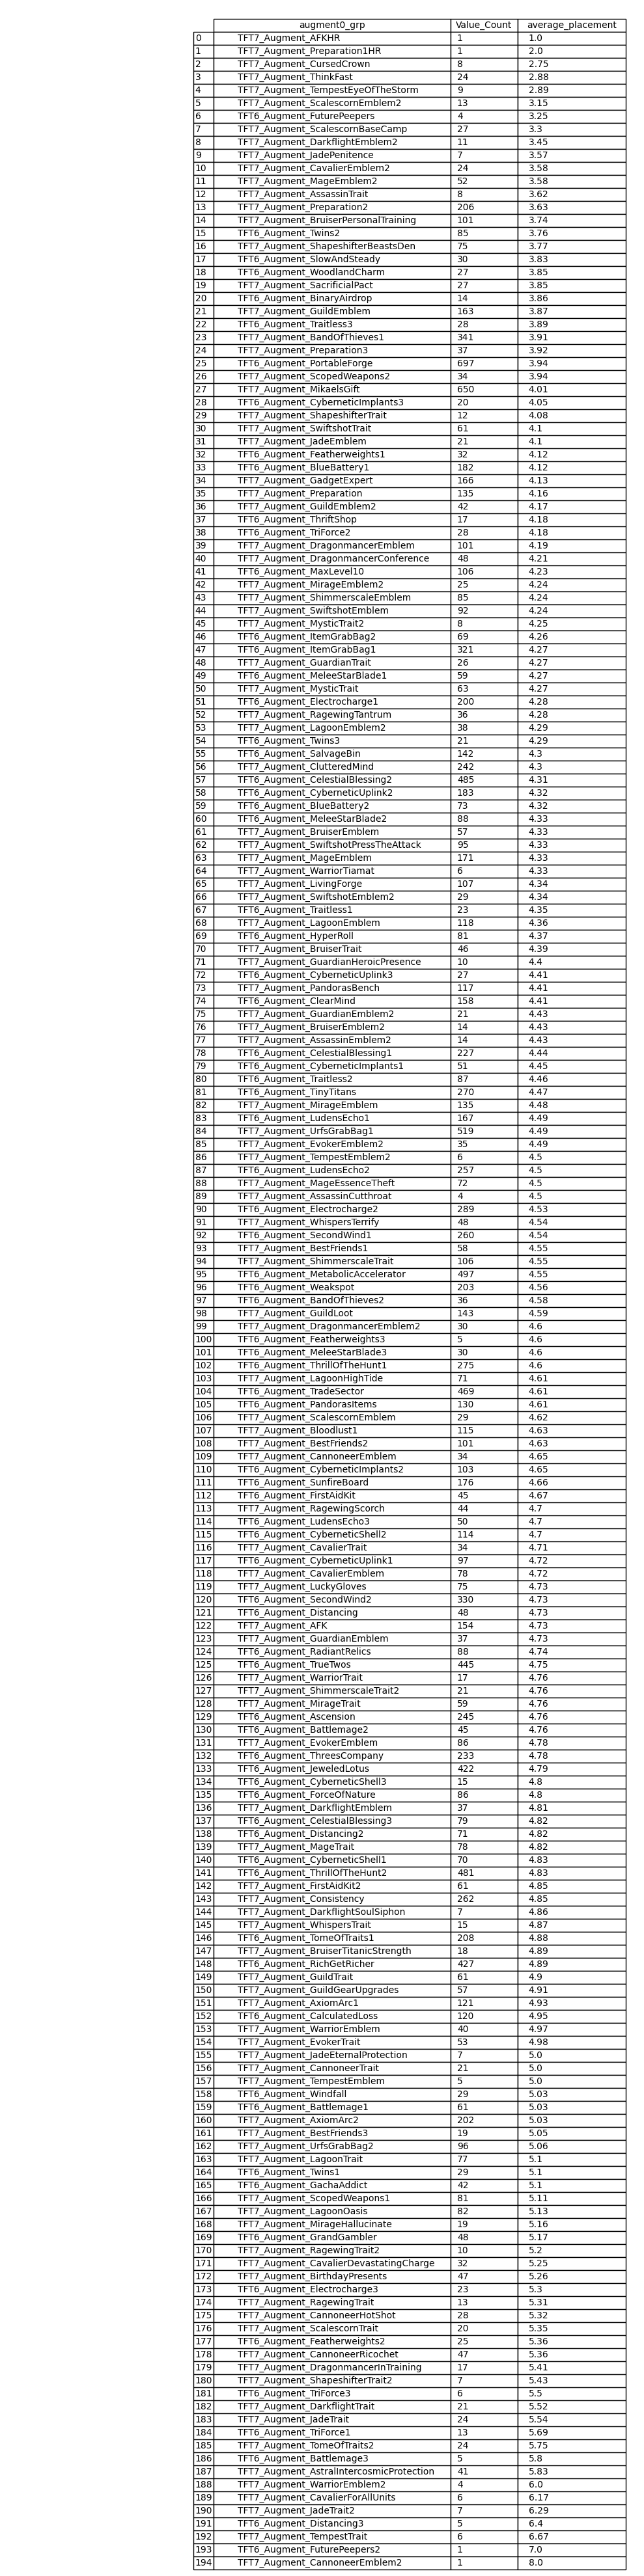 augment0_grp Value_Count average_placement
0 TFT7_Augment_AFKHR 1 1.0
1 TFT7_Augment_Preparation1HR 1 2.0
2 TFT7_Augment_CursedCrown 8 2.75
3 TFT7_Augment_ThinkFast 24 2.88
4 TFT7_Augment_TempestEyeOfTheStorm 9 2.89
5 TFT7_Augment_ScalescornEmblem2 13 3.15
6 TFT6_Augment_FuturePeepers 4 3.25
7 TFT7_Augment_ScalescornBaseCamp 27 3.3
8 TFT7_Augment_DarkflightEmblem2 11 3.45
9 TFT7_Augment_JadePenitence 7 3.57
10 TFT7_Augment_CavalierEmblem2 24 3.58
11 TFT7_Augment_MageEmblem2 52 3.58
12 TFT7_Augment_AssassinTrait 8 3.62
13 TFT7_Augment_Preparation2 206 3.63
14 TFT7_Augment_BruiserPersonalTraining 101 3.74
15 TFT6_Augment_Twins2 85 3.76
16 TFT7_Augment_ShapeshifterBeastsDen 75 3.77
17 TFT6_Augment_SlowAndSteady 30 3.83
18 TFT6_Augment_WoodlandCharm 27 3.85
19 TFT7_Augment_SacrificialPact 27 3.85
20 TFT6_Augment_BinaryAirdrop 14 3.86
21 TFT7_Augment_GuildEmblem 163 3.87
22 TFT6_Augment_Traitless3 28 3.89
23 TFT7_Augment_BandOfThieves1 341 3.91
24 TFT7_Augment_Preparation3 37 3.92
25 TFT6_Augment_PortableForge 697 3.94
26 TFT7_Augment_ScopedWeapons2 34 3.94
27 TFT7_Augment_MikaelsGift 650 4.01
28 TFT6_Augment_CyberneticImplants3 20 4.05
29 TFT7_Augment_ShapeshifterTrait 12 4.08
30 TFT7_Augment_SwiftshotTrait 61 4.1
31 TFT7_Augment_JadeEmblem 21 4.1
32 TFT6_Augment_Featherweights1 32 4.12
33 TFT6_Augment_BlueBattery1 182 4.12
34 TFT7_Augment_GadgetExpert 166 4.13
35 TFT7_Augment_Preparation 135 4.16
36 TFT7_Augment_GuildEmblem2 42 4.17
37 TFT6_Augment_ThriftShop 17 4.18
38 TFT6_Augment_TriForce2 28 4.18
39 TFT7_Augment_DragonmancerEmblem 101 4.19
40 TFT7_Augment_DragonmancerConference 48 4.21
41 TFT6_Augment_MaxLevel10 106 4.23
42 TFT7_Augment_MirageEmblem2 25 4.24
43 TFT7_Augment_ShimmerscaleEmblem 85 4.24
44 TFT7_Augment_SwiftshotEmblem 92 4.24
45 TFT7_Augment_MysticTrait2 8 4.25
46 TFT6_Augment_ItemGrabBag2 69 4.26
47 TFT6_Augment_ItemGrabBag1 321 4.27
48 TFT7_Augment_GuardianTrait 26 4.27
49 TFT6_Augment_MeleeStarBlade1 59 4.27
50 TFT7_Augment_MysticTrait 63 4.27
51 TFT6_Augment_Electrocharge1 200 4.28
52 TFT7_Augment_RagewingTantrum 36 4.28
53 TFT7_Augment_LagoonEmblem2 38 4.29
54 TFT6_Augment_Twins3 21 4.29
55 TFT6_Augment_SalvageBin 142 4.3
56 TFT7_Augment_ClutteredMind 242 4.3
57 TFT6_Augment_CelestialBlessing2 485 4.31
58 TFT6_Augment_CyberneticUplink2 183 4.32
59 TFT6_Augment_BlueBattery2 73 4.32
60 TFT6_Augment_MeleeStarBlade2 88 4.33
61 TFT7_Augment_BruiserEmblem 57 4.33
62 TFT7_Augment_SwiftshotPressTheAttack 95 4.33
63 TFT7_Augment_MageEmblem 171 4.33
64 TFT7_Augment_WarriorTiamat 6 4.33
65 TFT7_Augment_LivingForge 107 4.34
66 TFT7_Augment_SwiftshotEmblem2 29 4.34
67 TFT6_Augment_Traitless1 23 4.35
68 TFT7_Augment_LagoonEmblem 118 4.36
69 TFT6_Augment_HyperRoll 81 4.37
70 TFT7_Augment_BruiserTrait 46 4.39
71 TFT7_Augment_GuardianHeroicPresence 10 4.4
72 TFT6_Augment_CyberneticUplink3 27 4.41
73 TFT7_Augment_PandorasBench 117 4.41
74 TFT6_Augment_ClearMind 158 4.41
75 TFT7_Augment_GuardianEmblem2 21 4.43
76 TFT7_Augment_BruiserEmblem2 14 4.43
77 TFT7_Augment_AssassinEmblem2 14 4.43
78 TFT6_Augment_CelestialBlessing1 227 4.44
79 TFT6_Augment_CyberneticImplants1 51 4.45
80 TFT6_Augment_Traitless2 87 4.46
81 TFT6_Augment_TinyTitans 270 4.47
82 TFT7_Augment_MirageEmblem 135 4.48
83 TFT6_Augment_LudensEcho1 167 4.49
84 TFT7_Augment_UrfsGrabBag1 519 4.49
85 TFT7_Augment_EvokerEmblem2 35 4.49
86 TFT7_Augment_TempestEmblem2 6 4.5
87 TFT6_Augment_LudensEcho2 257 4.5
88 TFT7_Augment_MageEssenceTheft 72 4.5
89 TFT7_Augment_AssassinCutthroat 4 4.5
90 TFT6_Augment_Electrocharge2 289 4.53
91 TFT7_Augment_WhispersTerrify 48 4.54
92 TFT6_Augment_SecondWind1 260 4.54
93 TFT7_Augment_BestFriends1 58 4.55
94 TFT7_Augment_ShimmerscaleTrait 106 4.55
95 TFT6_Augment_MetabolicAccelerator 497 4.55
96 TFT6_Augment_Weakspot 203 4.56
97 TFT6_Augment_BandOfThieves2 36 4.58
98 TFT7_Augment_GuildLoot 143 4.59
99 TFT7_Augment_DragonmancerEmblem2 30 4.6
100 TFT6_Augment_Featherweights3 5 4.6
101 TFT6_Augment_MeleeStarBlade3 30 4.6
102 TFT6_Augment_ThrillOfTheHunt1 275 4.6
103 TFT7_Augment_LagoonHighTide 71 4.61
104 TFT6_Augment_TradeSector 469 4.61
105 TFT6_Augment_PandorasItems 130 4.61
106 TFT7_Augment_ScalescornEmblem 29 4.62
107 TFT7_Augment_Bloodlust1 115 4.63
108 TFT7_Augment_BestFriends2 101 4.63
109 TFT7_Augment_CannoneerEmblem 34 4.65
110 TFT6_Augment_CyberneticImplants2 103 4.65
111 TFT6_Augment_SunfireBoard 176 4.66
112 TFT6_Augment_FirstAidKit 45 4.67
113 TFT7_Augment_RagewingScorch 44 4.7
114 TFT6_Augment_LudensEcho3 50 4.7
115 TFT6_Augment_CyberneticShell2 114 4.7
116 TFT7_Augment_CavalierTrait 34 4.71
117 TFT6_Augment_CyberneticUplink1 97 4.72
118 TFT7_Augment_CavalierEmblem 78 4.72
119 TFT7_Augment_LuckyGloves 75 4.73
120 TFT6_Augment_SecondWind2 330 4.73
121 TFT6_Augment_Distancing 48 4.73
122 TFT7_Augment_AFK 154 4.73
123 TFT7_Augment_GuardianEmblem 37 4.73
124 TFT6_Augment_RadiantRelics 88 4.74
125 TFT6_Augment_TrueTwos 445 4.75
126 TFT7_Augment_WarriorTrait 17 4.76
127 TFT7_Augment_ShimmerscaleTrait2 21 4.76
128 TFT7_Augment_MirageTrait 59 4.76
129 TFT6_Augment_Ascension 245 4.76
130 TFT6_Augment_Battlemage2 45 4.76
131 TFT7_Augment_EvokerEmblem 86 4.78
132 TFT6_Augment_ThreesCompany 233 4.78
133 TFT6_Augment_JeweledLotus 422 4.79
134 TFT6_Augment_CyberneticShell3 15 4.8
135 TFT6_Augment_ForceOfNature 86 4.8
136 TFT7_Augment_DarkflightEmblem 37 4.81
137 TFT6_Augment_CelestialBlessing3 79 4.82
138 TFT6_Augment_Distancing2 71 4.82
139 TFT7_Augment_MageTrait 78 4.82
140 TFT6_Augment_CyberneticShell1 70 4.83
141 TFT6_Augment_ThrillOfTheHunt2 481 4.83
142 TFT7_Augment_FirstAidKit2 61 4.85
143 TFT7_Augment_Consistency 262 4.85
144 TFT7_Augment_DarkflightSoulSiphon 7 4.86
145 TFT7_Augment_WhispersTrait 15 4.87
146 TFT6_Augment_TomeOfTraits1 208 4.88
147 TFT7_Augment_BruiserTitanicStrength 18 4.89
148 TFT6_Augment_RichGetRicher 427 4.89
149 TFT7_Augment_GuildTrait 61 4.9
150 TFT7_Augment_GuildGearUpgrades 57 4.91
151 TFT7_Augment_AxiomArc1 121 4.93
152 TFT6_Augment_CalculatedLoss 120 4.95
153 TFT7_Augment_WarriorEmblem 40 4.97
154 TFT7_Augment_EvokerTrait 53 4.98
155 TFT7_Augment_JadeEternalProtection 7 5.0
156 TFT7_Augment_CannoneerTrait 21 5.0
157 TFT7_Augment_TempestEmblem 5 5.0
158 TFT6_Augment_Windfall 29 5.03
159 TFT6_Augment_Battlemage1 61 5.03
160 TFT7_Augment_AxiomArc2 202 5.03
161 TFT7_Augment_BestFriends3 19 5.05
162 TFT7_Augment_UrfsGrabBag2 96 5.06
163 TFT7_Augment_LagoonTrait 77 5.1
164 TFT6_Augment_Twins1 29 5.1
165 TFT6_Augment_GachaAddict 42 5.1
166 TFT7_Augment_ScopedWeapons1 81 5.11
167 TFT7_Augment_LagoonOasis 82 5.13
168 TFT7_Augment_MirageHallucinate 19 5.16
169 TFT6_Augment_GrandGambler 48 5.17
170 TFT7_Augment_RagewingTrait2 10 5.2
171 TFT7_Augment_CavalierDevastatingCharge 32 5.25
172 TFT7_Augment_BirthdayPresents 47 5.26
173 TFT6_Augment_Electrocharge3 23 5.3
174 TFT7_Augment_RagewingTrait 13 5.31
175 TFT7_Augment_CannoneerHotShot 28 5.32
176 TFT7_Augment_ScalescornTrait 20 5.35
177 TFT6_Augment_Featherweights2 25 5.36
178 TFT7_Augment_CannoneerRicochet 47 5.36
179 TFT7_Augment_DragonmancerInTraining 17 5.41
180 TFT7_Augment_ShapeshifterTrait2 7 5.43
181 TFT6_Augment_TriForce3 6 5.5
182 TFT7_Augment_DarkflightTrait 21 5.52
183 TFT7_Augment_JadeTrait 24 5.54
184 TFT6_Augment_TriForce1 13 5.69
185 TFT7_Augment_TomeOfTraits2 24 5.75
186 TFT6_Augment_Battlemage3 5 5.8
187 TFT7_Augment_AstralIntercosmicProtection 41 5.83
188 TFT7_Augment_WarriorEmblem2 4 6.0
189 TFT7_Augment_CavalierForAllUnits 6 6.17
190 TFT7_Augment_JadeTrait2 7 6.29
191 TFT6_Augment_Distancing3 5 6.4
192 TFT7_Augment_TempestTrait 6 6.67
193 TFT6_Augment_FuturePeepers2 1 7.0
194 TFT7_Augment_CannoneerEmblem2 1 8.0